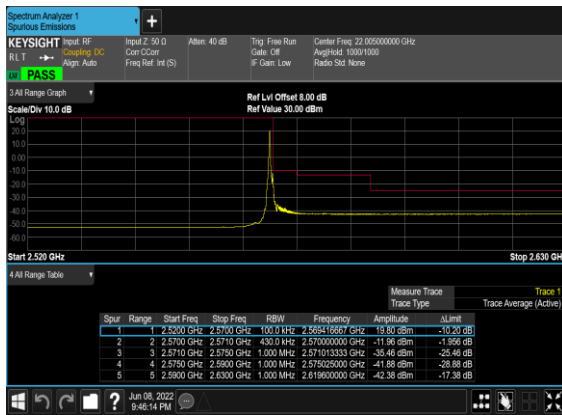 Spectrum Analyzer 1
Spurious Emissions
KEYSIGHT Input: RF Input Z: 50 Ω Atten: 40 dB Trig: Free Run Center Freq: 22.005000000 GHz
RLT Coupling: DC Corr CCorr Gate: Off Avg|Hold: 1000/1000
Align: Auto Freq Ref: Int (S) IF Gain: Low Radio Std: None
LW PASS
3 All Range Graph
Ref Lvl Offset 8.00 dB
Scale/Div 10.0 dB Ref Value 30.00 dBm
Log
20.0
10.0
0.00
-10.0
-20.0
-30.0
-40.0
-50.0
-60.0
Start 2.520 GHz Stop 2.630 GH
4 All Range Table
Measure Trace Trace 1
Trace Type Trace Average (Active)
Spur Range Start Freq Stop Freq RBW Frequency Amplitude ΔLimit
1 1 2.5200 GHz 2.5700 GHz 100.0 kHz 2.569416667 GHz 19.80 dBm -10.20 dB
2 2 2.5700 GHz 2.5710 GHz 430.0 kHz 2.570000000 GHz -11.96 dBm -1.956 dB
3 3 2.5710 GHz 2.5750 GHz 1.000 MHz 2.571013333 GHz -35.46 dBm -25.46 dB
4 4 2.5750 GHz 2.5900 GHz 1.000 MHz 2.575025000 GHz -41.88 dBm -28.88 dB
5 5 2.5900 GHz 2.6300 GHz 1.000 MHz 2.619600000 GHz -42.38 dBm -17.38 dB
Jun 08, 2022
9:46:14 PM